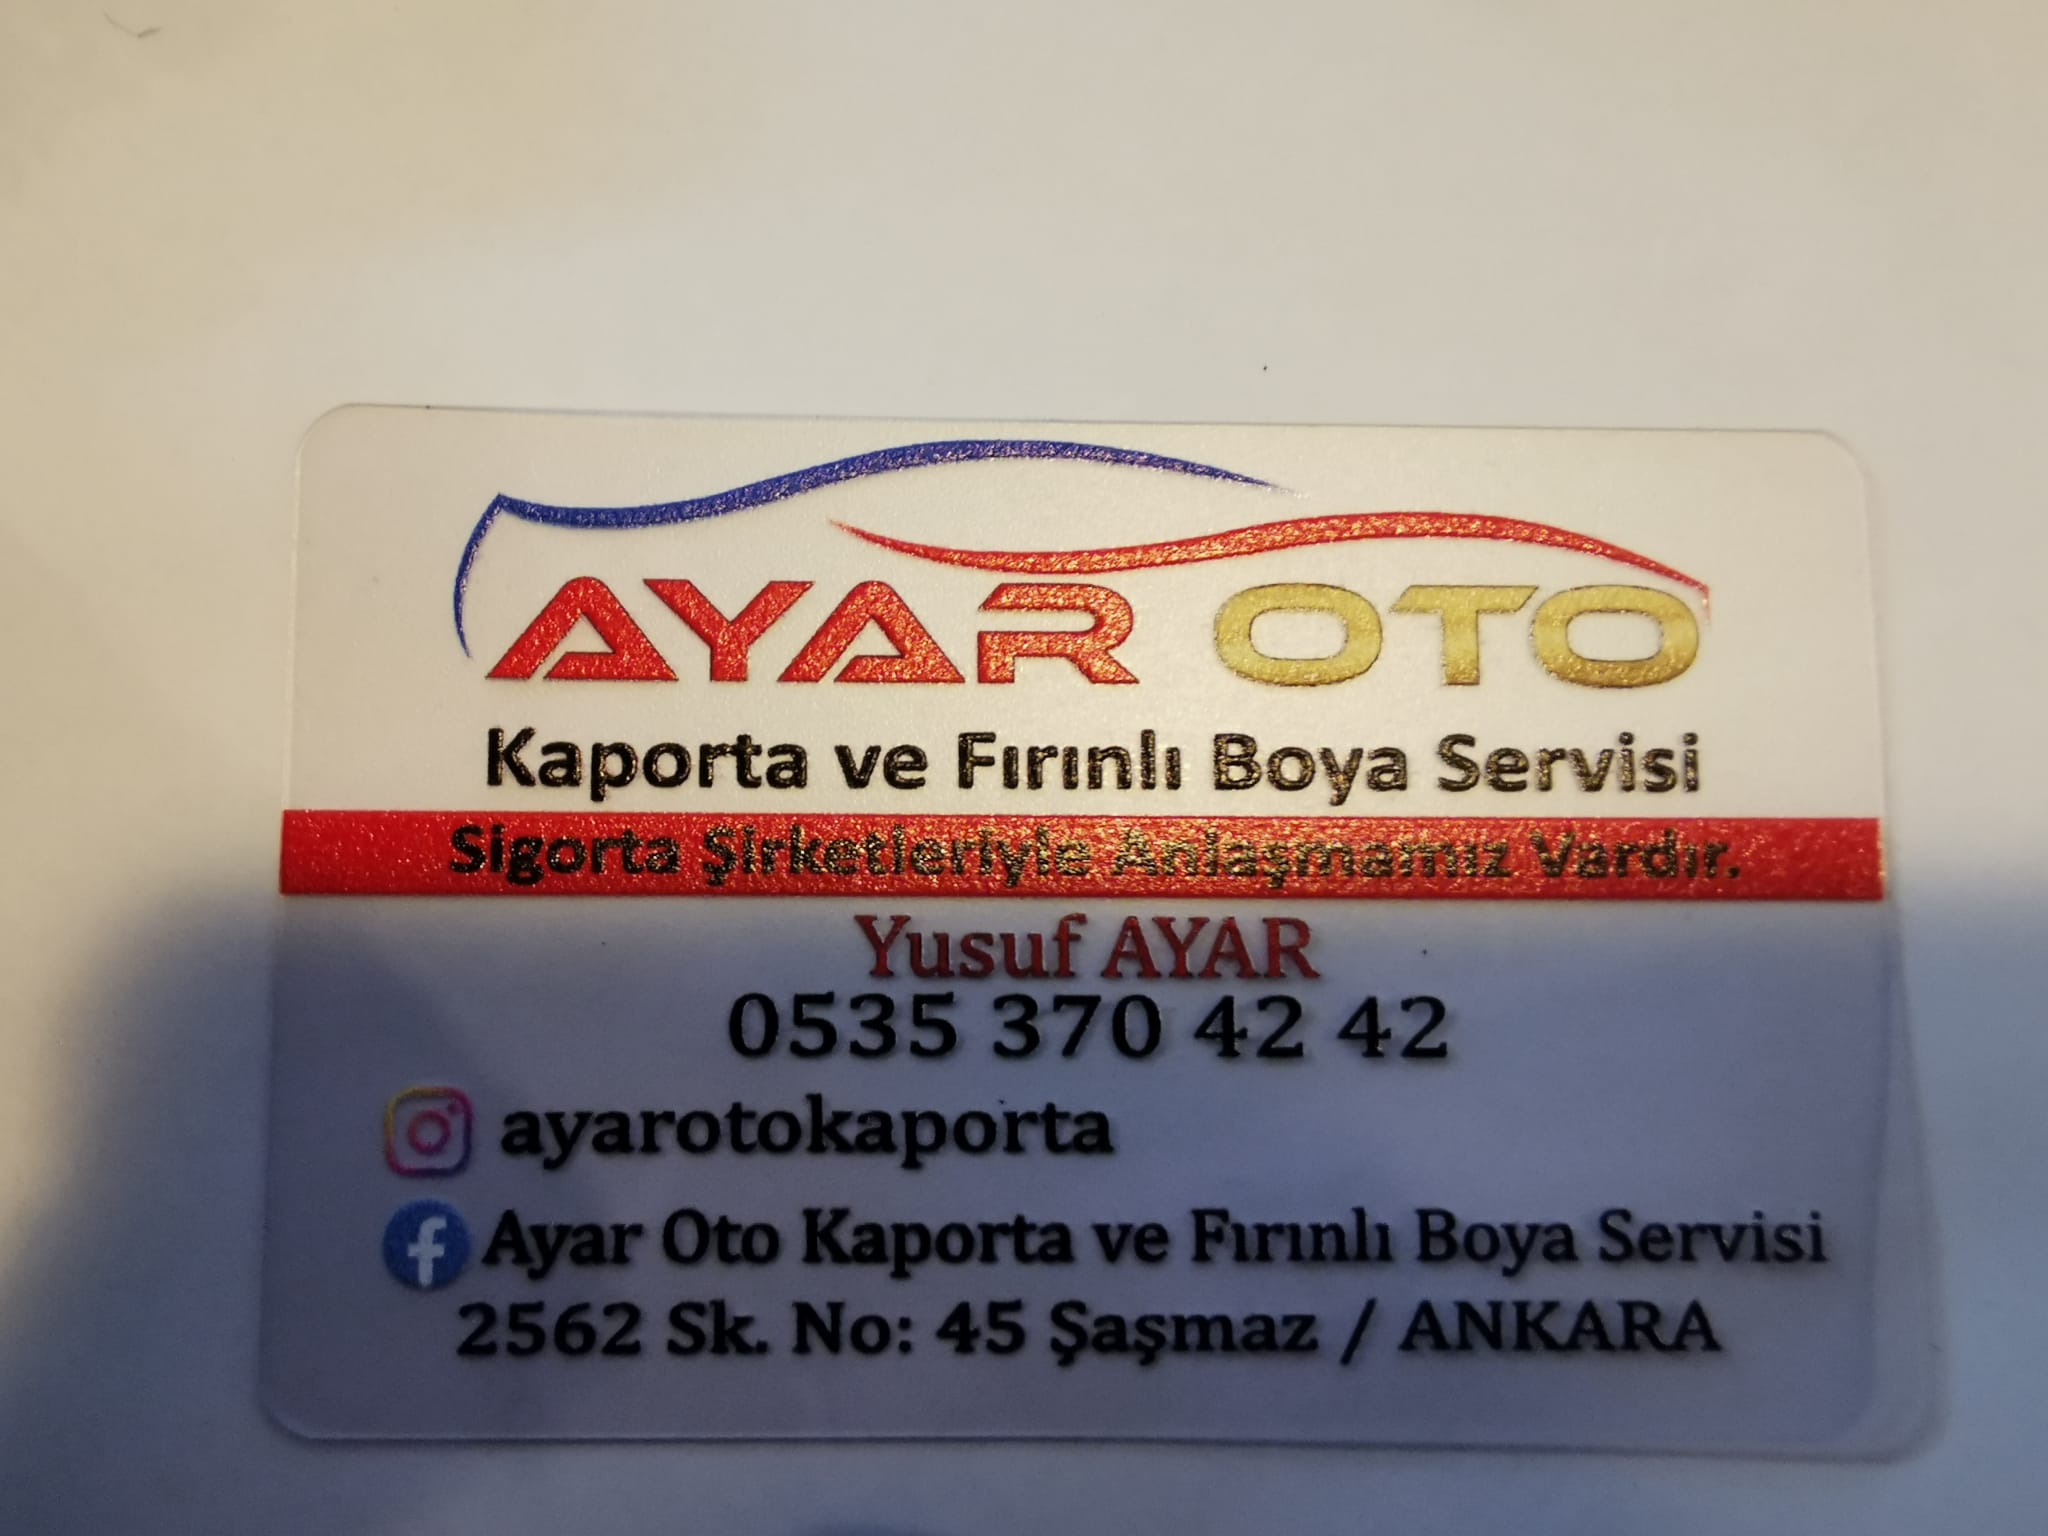 AYAR OTO
Kaporta ve Fırınlı Boya Servisi
Sigorta Şirketleriyle Anlaşmamız Vardır.
Yusuf AYAR
0535 370 42 42
ayarotokaporta
Ayar Oto Kaporta ve Fırınlı Boya Servisi
2562 Sk. No: 45 Şaşmaz / ANKARA